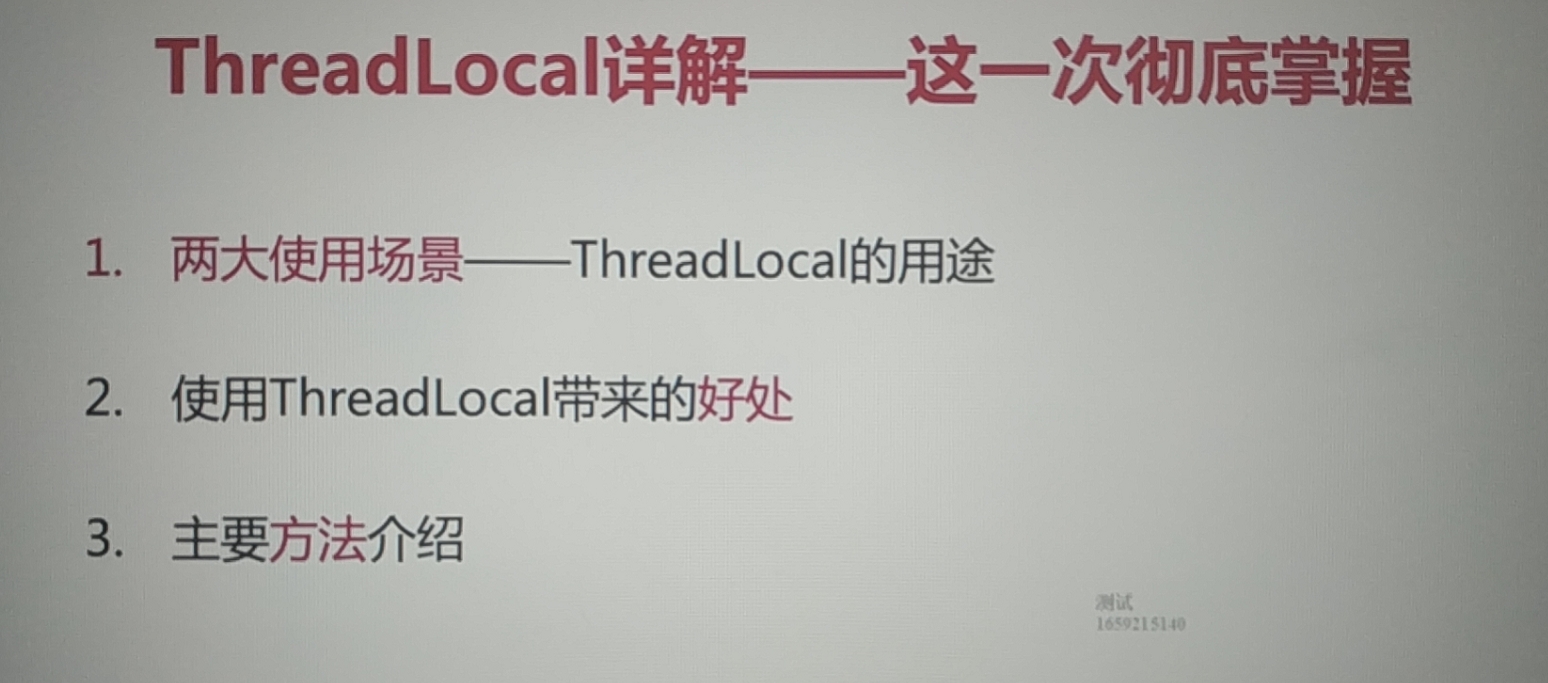 ThreadLocal详解——这一次彻底掌握
1. 两大使用场景——ThreadLocal的用途
2. 使用ThreadLocal带来的好处
3. 主要方法介绍
测试
1659215140